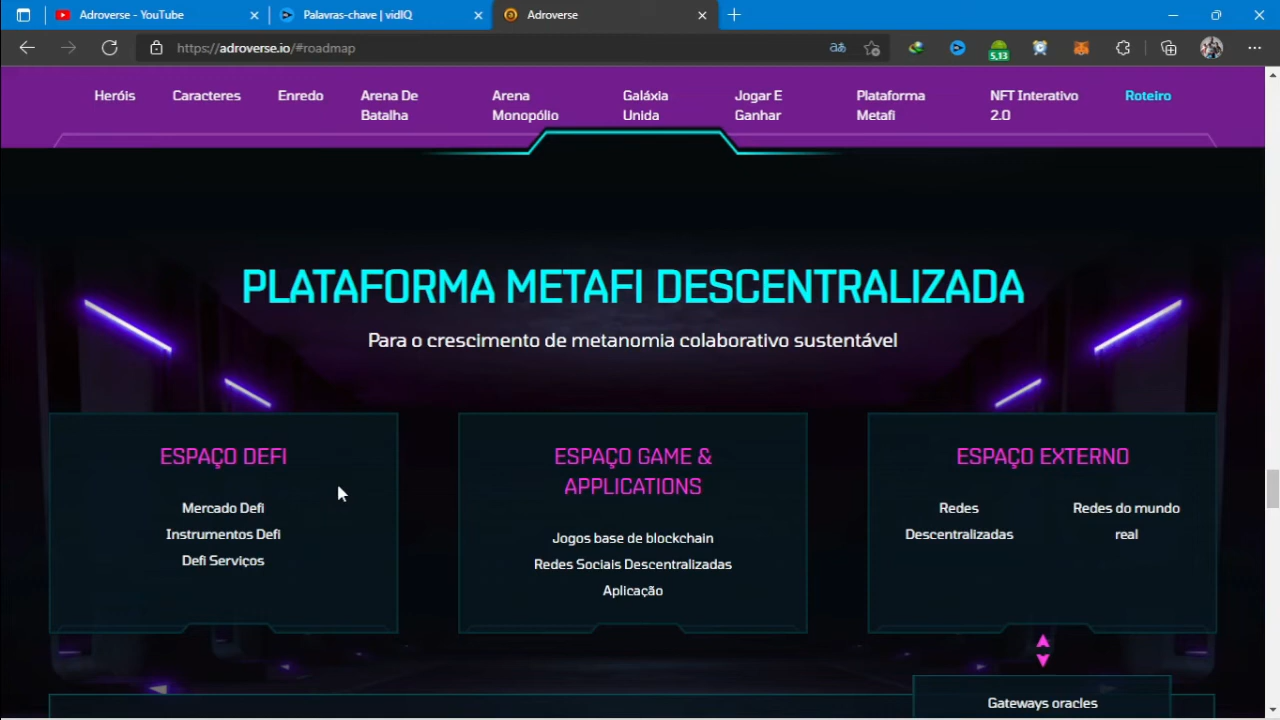 Adroverse - YouTube
Palavras-chave | vidIQ
Adroverse
https://adroverse.io/#roadmap
5,13
Heróis
Caracteres
Enredo
Arena De
Batalha
Arena
Monopólio
Galáxia
Unida
Jogar E
Ganhar
Plataforma
Metafi
NFT Interativo
2.0
Roteiro
PLATAFORMA METAFI DESCENTRALIZADA
Para o crescimento de metanomia colaborativo sustentável
ESPAÇO DEFI
Mercado Defi
Instrumentos Defi
Defi Serviços
ESPAÇO GAME &
APPLICATIONS
Jogos base de blockchain
Redes Sociais Descentralizadas
Aplicação
ESPAÇO EXTERNO
Redes
Descentralizadas
Redes do mundo
real
Gateways oracles